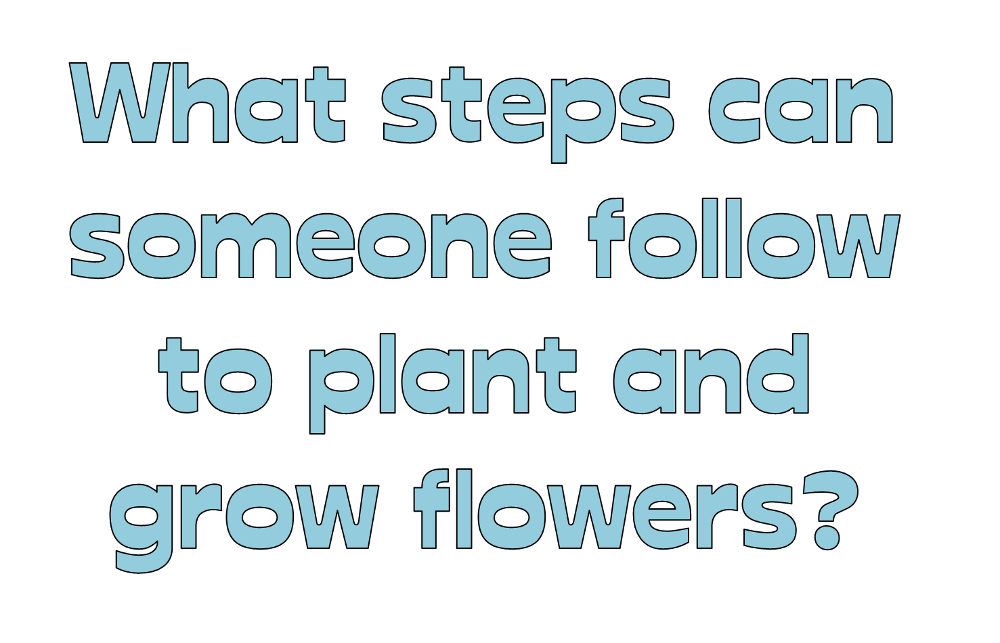 What steps can
someone follow
to plant and
grow flowers?